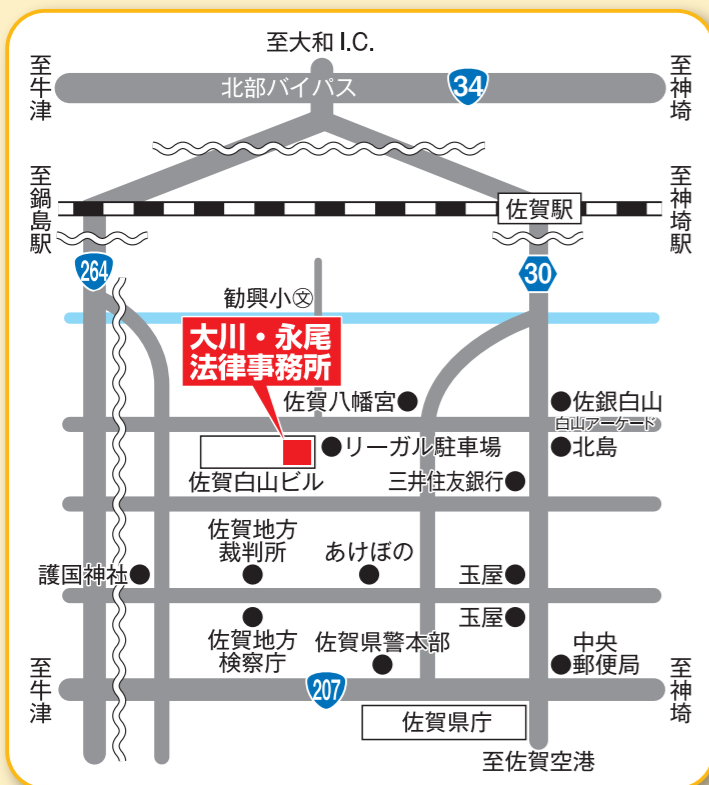 至大和I.C.
至牛津
北部バイパス
34
至神埼
至鍋島駅
佐賀駅
至神埼駅
264
30
勧興小文
大川・永尾
法律事務所
佐賀八幡宮
佐銀白山
白山アーケード
リーガル駐車場
北島
佐賀白山ビル
三井住友銀行
佐賀地方
裁判所
あけぼの
護国神社
玉屋
玉屋
佐賀地方
検察庁
佐賀県警本部
中央
郵便局
至牛津
207
至神埼
佐賀県庁
至佐賀空港